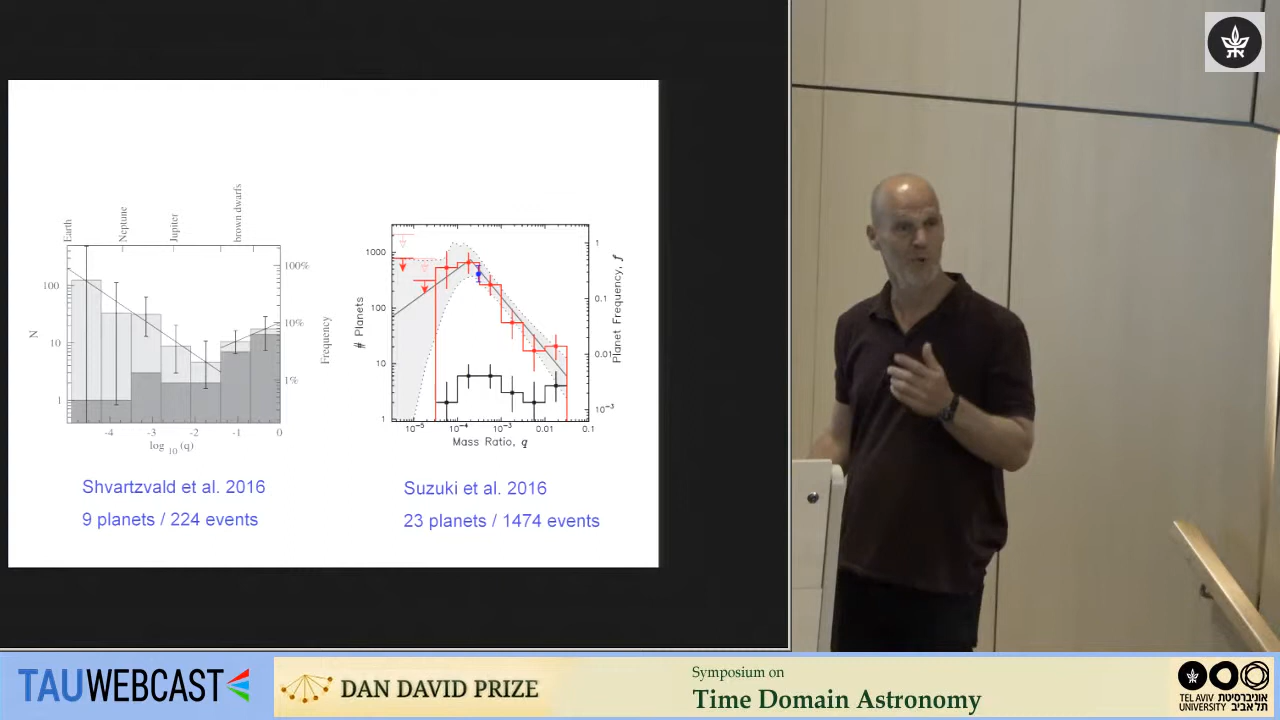 Earth
Neptune
Jupiter
brown dwarfs
100%
10%
1%
Frequency
100
10
1
N
-4 -3 -2 -1 0
log 10 (q)
1000
100
10
1
# Planets
1
0.1
0.01
10⁻³
Planet Frequency, f
10⁻⁵ 10⁻⁴ 10⁻³ 0.01 0.1
Mass Ratio, q
Shvartzvald et al. 2016
9 planets / 224 events
Suzuki et al. 2016
23 planets / 1474 events
TAUWEBCAST
DAN DAVID PRIZE
Symposium on
Time Domain Astronomy
TEL AVIV אוניברסיטת
UNIVERSITY תל אביב